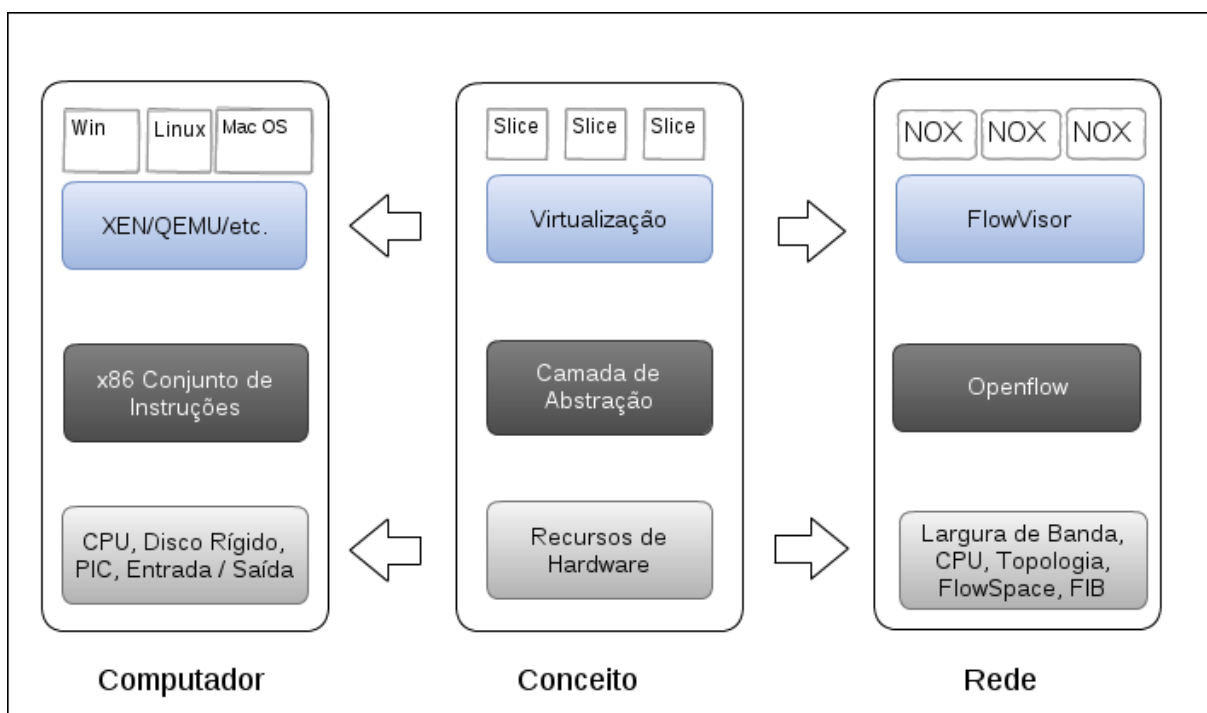 Win
Linux
Mac OS
XEN/QEMU/etc.
x86 Conjunto de
Instruções
CPU, Disco Rígido,
PIC, Entrada / Saída
Computador
Slice
Slice
Slice
Virtualização
Camada de
Abstração
Recursos de
Hardware
Conceito
NOX
NOX
NOX
FlowVisor
Openflow
Largura de Banda,
CPU, Topologia,
FlowSpace, FIB
Rede